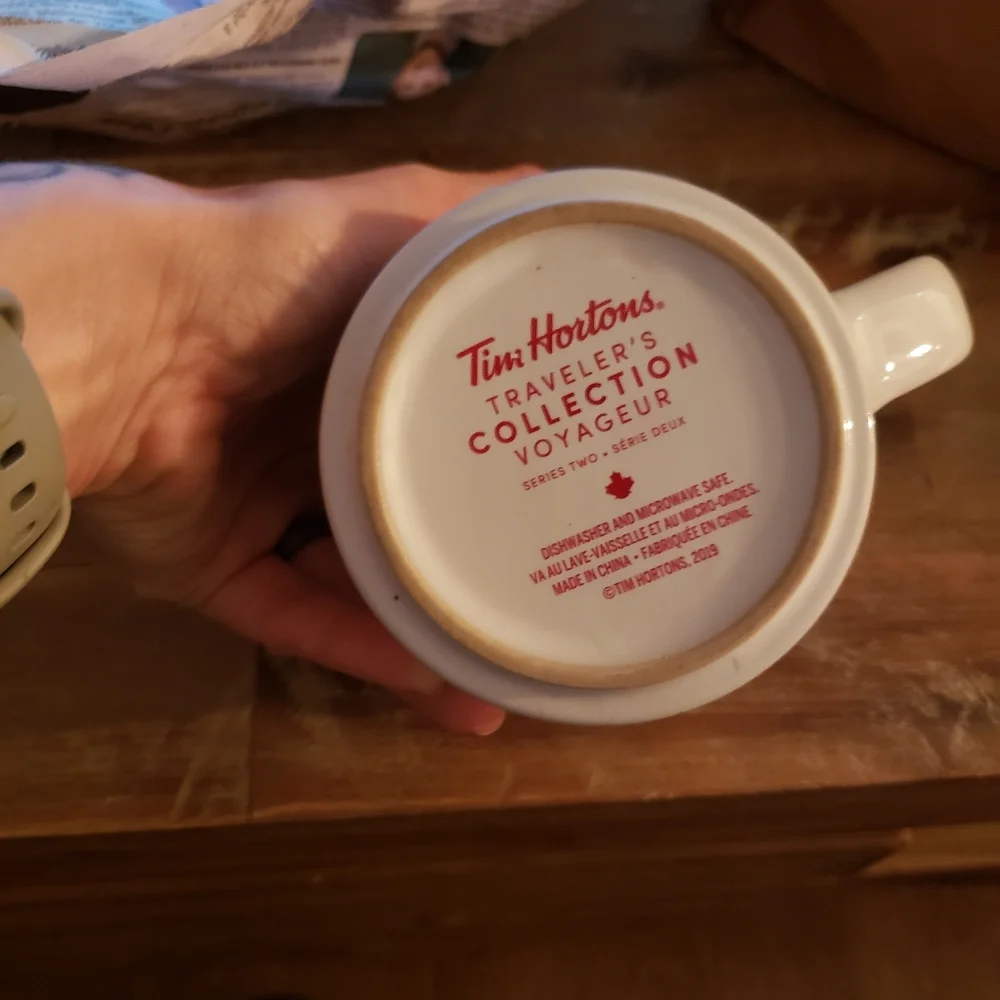 Tim Hortons®
TRAVELER'S
COLLECTION
VOYAGEUR
SERIES TWO • SÉRIE DEUX
DISHWASHER AND MICROWAVE SAFE.
VA AU LAVE-VAISSELLE ET AU MICRO-ONDES.
MADE IN CHINA • FABRIQUÉE EN CHINE
©TIM HORTONS, 2019